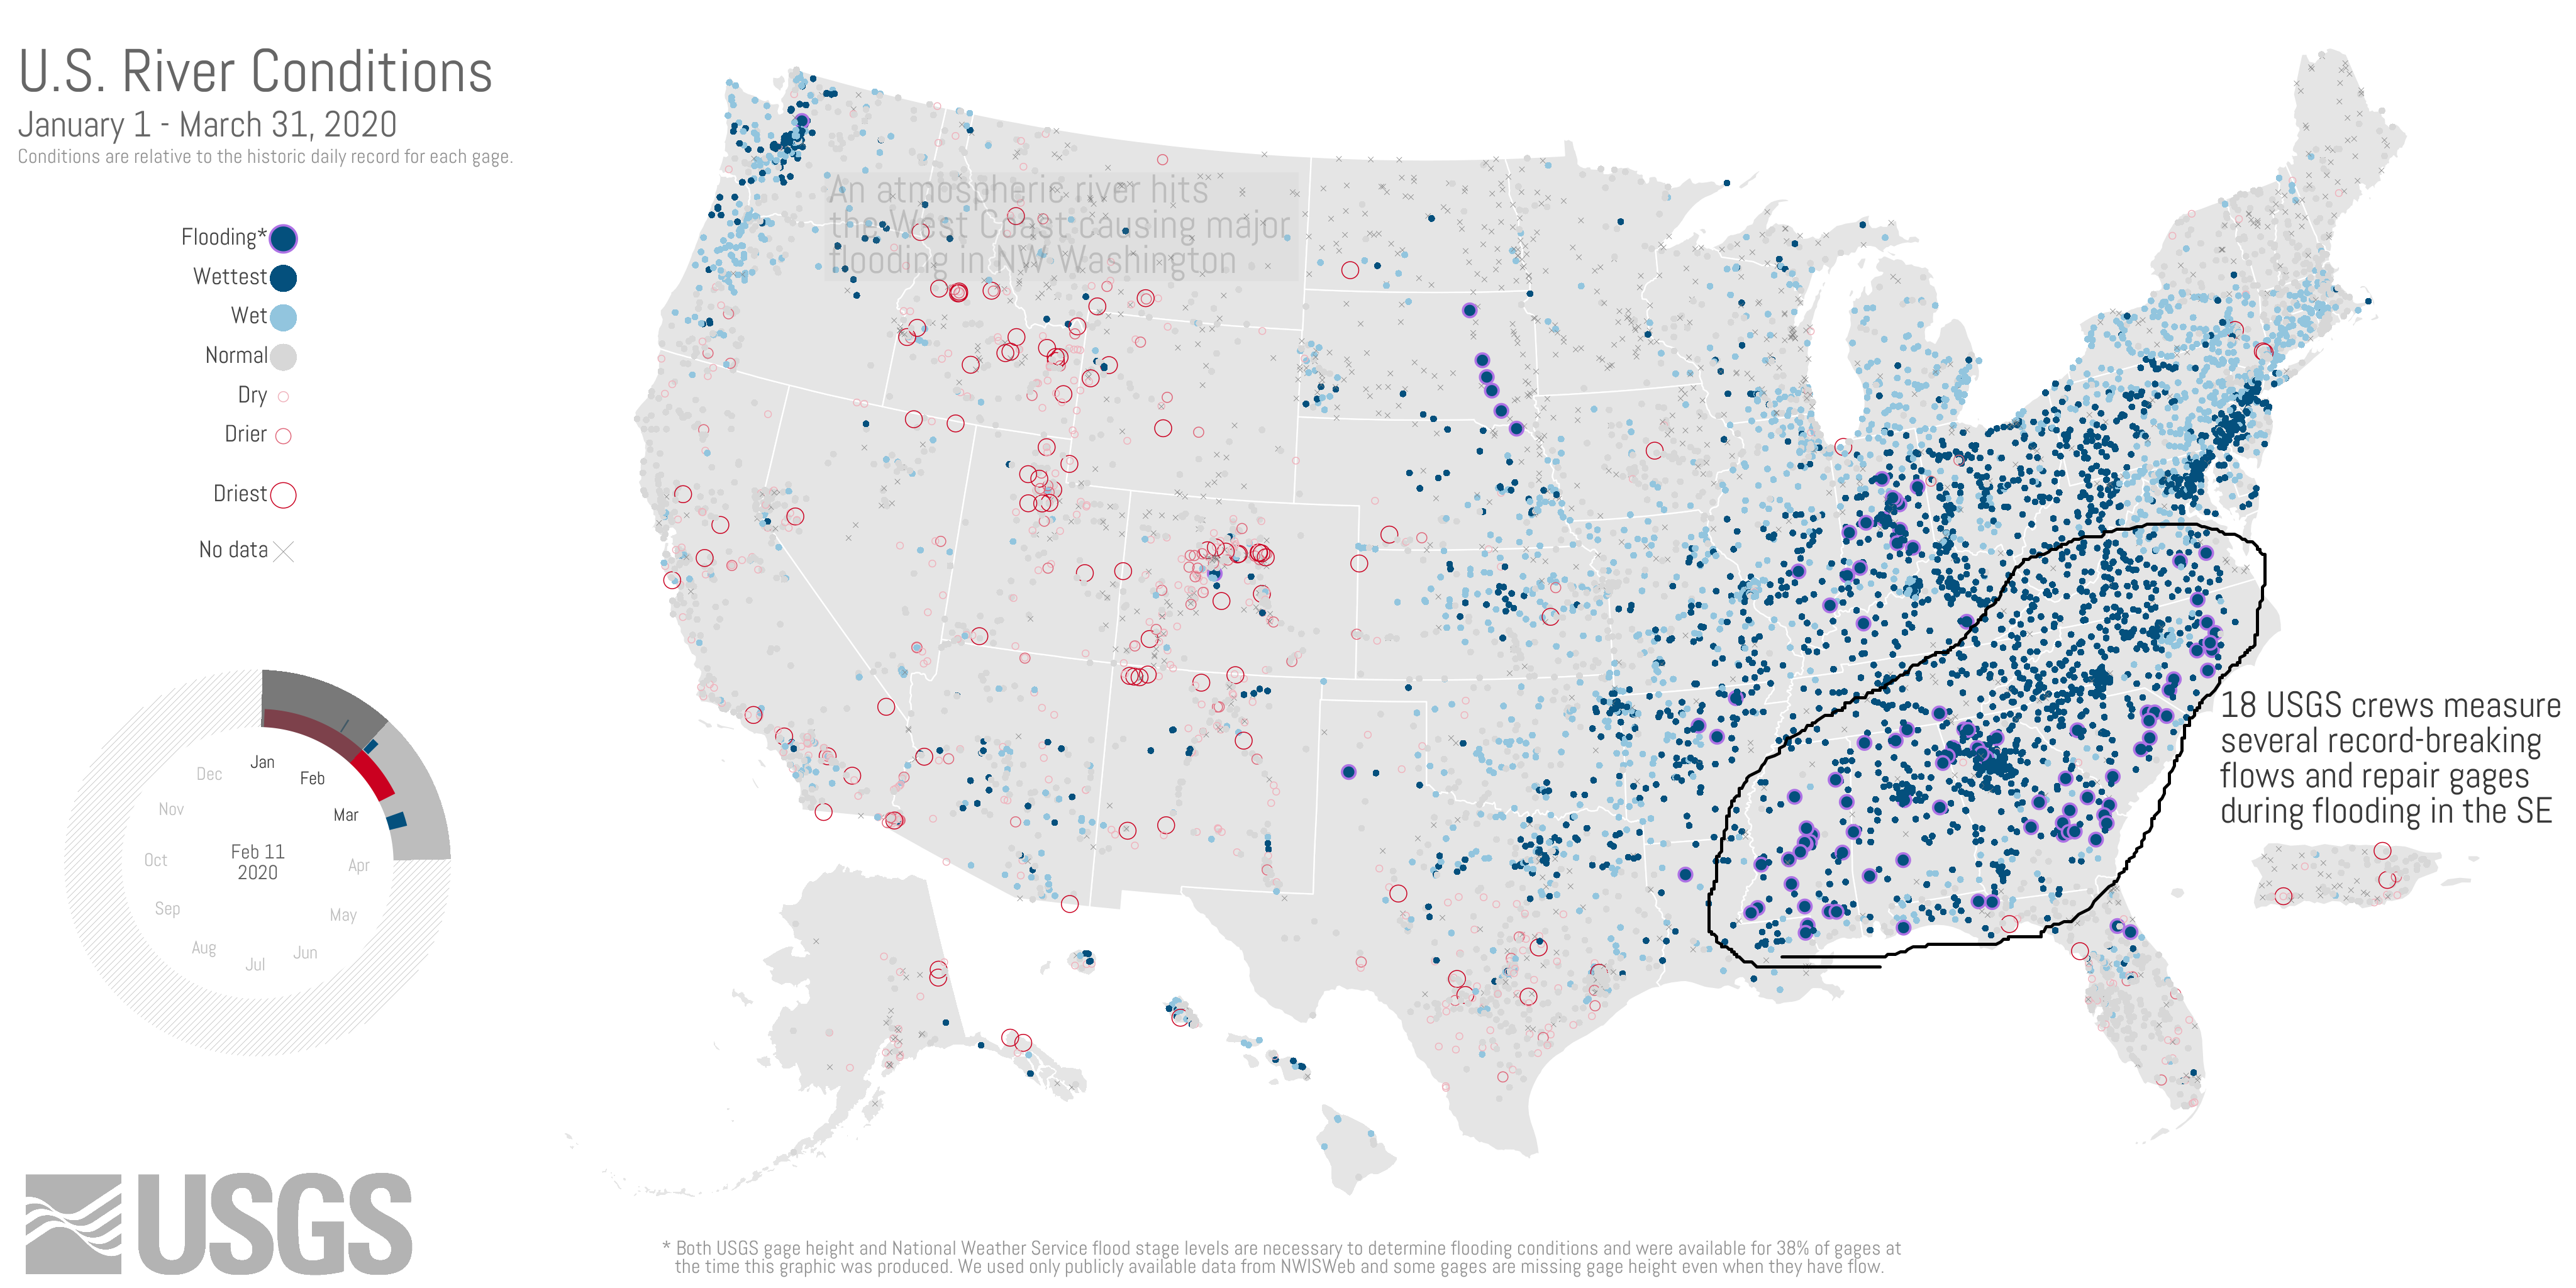 U.S. River Conditions
January 1 - March 31, 2020
Conditions are relative to the historic daily record for each gage.
Flooding*
Wettest
Wet
Normal
Dry
Drier
Driest
No data
An atmospheric river hits
the West Coast causing major
flooding in NW Washington
18 USGS crews measure
several record-breaking
flows and repair gages
during flooding in the SE
Jan
Feb
Mar
Apr
May
Jun
Jul
Aug
Sep
Oct
Nov
Dec
Feb 11
2020
USGS
* Both USGS gage height and National Weather Service flood stage levels are necessary to determine flooding conditions and were available for 38% of gages at
the time this graphic was produced. We used only publicly available data from NWISWeb and some gages are missing gage height even when they have flow.